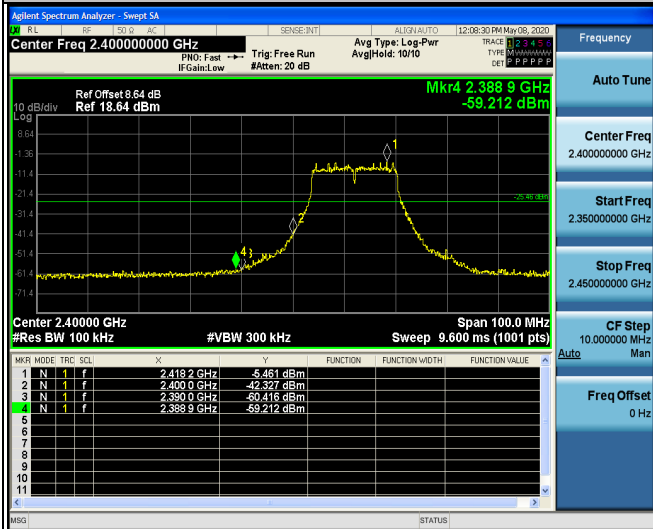 Agilent Spectrum Analyzer - Swept SA
LXI RL RF 50 Ω AC SENSE:INT ALIGN AUTO 12:08:30 PM May 08, 2020
Center Freq 2.400000000 GHz
PNO: Fast
IFGain:Low
Trig: Free Run
#Atten: 20 dB
Avg Type: Log-Pwr
Avg|Hold: 10/10
TRACE 1 2 3 4 5 6
TYPE M W W W W W
DET P P P P P P
Ref Offset 8.64 dB
Ref 18.64 dBm
10 dB/div
Log
Mkr4 2.388 9 GHz
-59.212 dBm
8.64
-1.36
-11.4
-21.4
-31.4
-41.4
-51.4
-61.4
-71.4
1
2
4 3
-25.46 dBm
Center 2.40000 GHz
Span 100.0 MHz
#Res BW 100 kHz
#VBW 300 kHz
Sweep 9.600 ms (1001 pts)
MKR MODE TRC SCL X Y FUNCTION FUNCTION WIDTH FUNCTION VALUE
1 N 1 f 2.418 2 GHz -5.461 dBm
2 N 1 f 2.400 0 GHz -42.327 dBm
3 N 1 f 2.390 0 GHz -60.416 dBm
4 N 1 f 2.388 9 GHz -59.212 dBm
5
6
7
8
9
10
11
MSG
STATUS
Frequency
Auto Tune
Center Freq
2.400000000 GHz
Start Freq
2.350000000 GHz
Stop Freq
2.450000000 GHz
CF Step
10.000000 MHz
Auto Man
Freq Offset
0 Hz